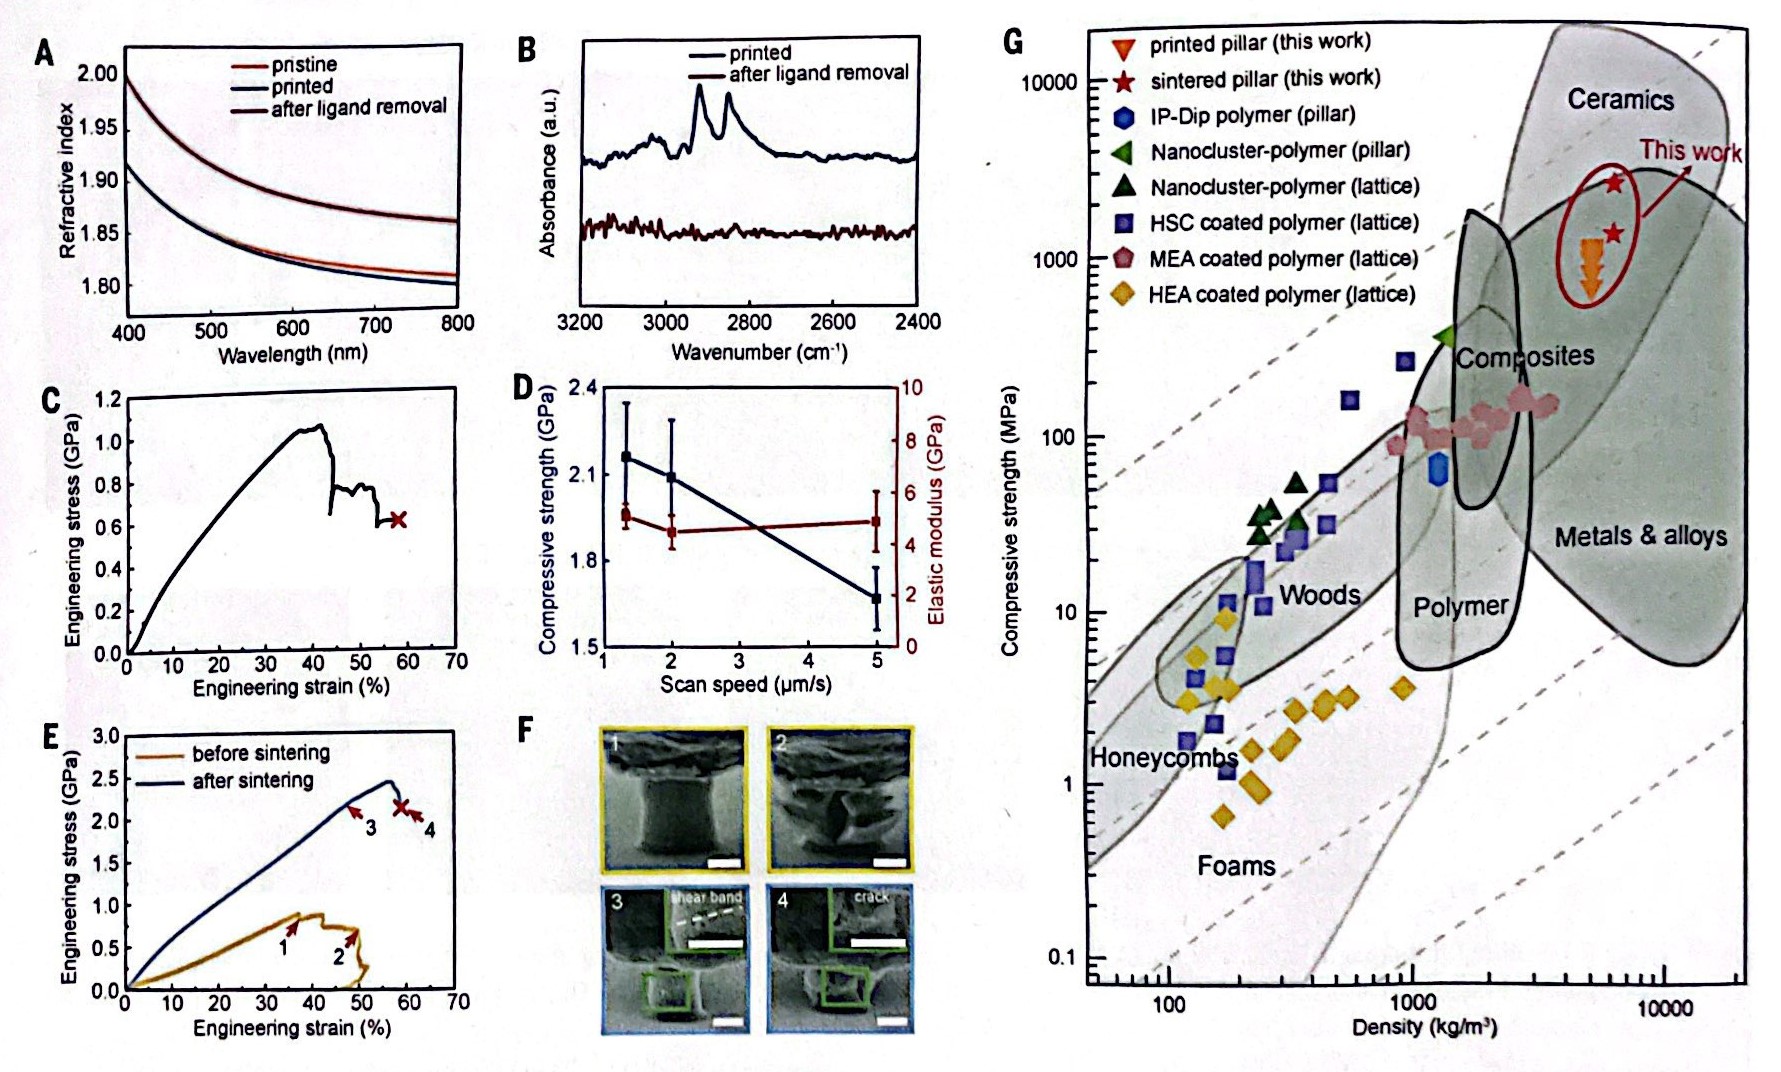 A
2.00
1.95
1.90
1.85
1.80
Refractive index
pristine
printed
after ligand removal
400 500 600 700 800
Wavelength (nm)
B
printed
after ligand removal
Absorbance (a.u.)
3200 3000 2800 2600 2400
Wavenumber (cm⁻¹)
C
1.2
1.0
0.8
0.6
0.4
0.2
0.0
Engineering stress (GPa)
0 10 20 30 40 50 60 70
Engineering strain (%)
D
2.4
2.1
1.8
1.5
Compressive strength (GPa)
10
8
6
4
2
0
Elastic modulus (GPa)
1 2 3 4 5
Scan speed (μm/s)
E
3.0
2.5
2.0
1.5
1.0
0.5
0.0
Engineering stress (GPa)
before sintering
after sintering
3 4
1 2
0 10 20 30 40 50 60 70
Engineering strain (%)
F
1 2
3 shear band
4 crack
G
printed pillar (this work)
sintered pillar (this work)
IP-Dip polymer (pillar)
Nanocluster-polymer (pillar)
Nanocluster-polymer (lattice)
HSC coated polymer (lattice)
MEA coated polymer (lattice)
HEA coated polymer (lattice)
10000
1000
100
10
1
0.1
Compressive strength (MPa)
Ceramics
This work
Composites
Metals & alloys
Woods
Polymer
Honeycombs
Foams
100 1000 10000
Density (kg/m³)